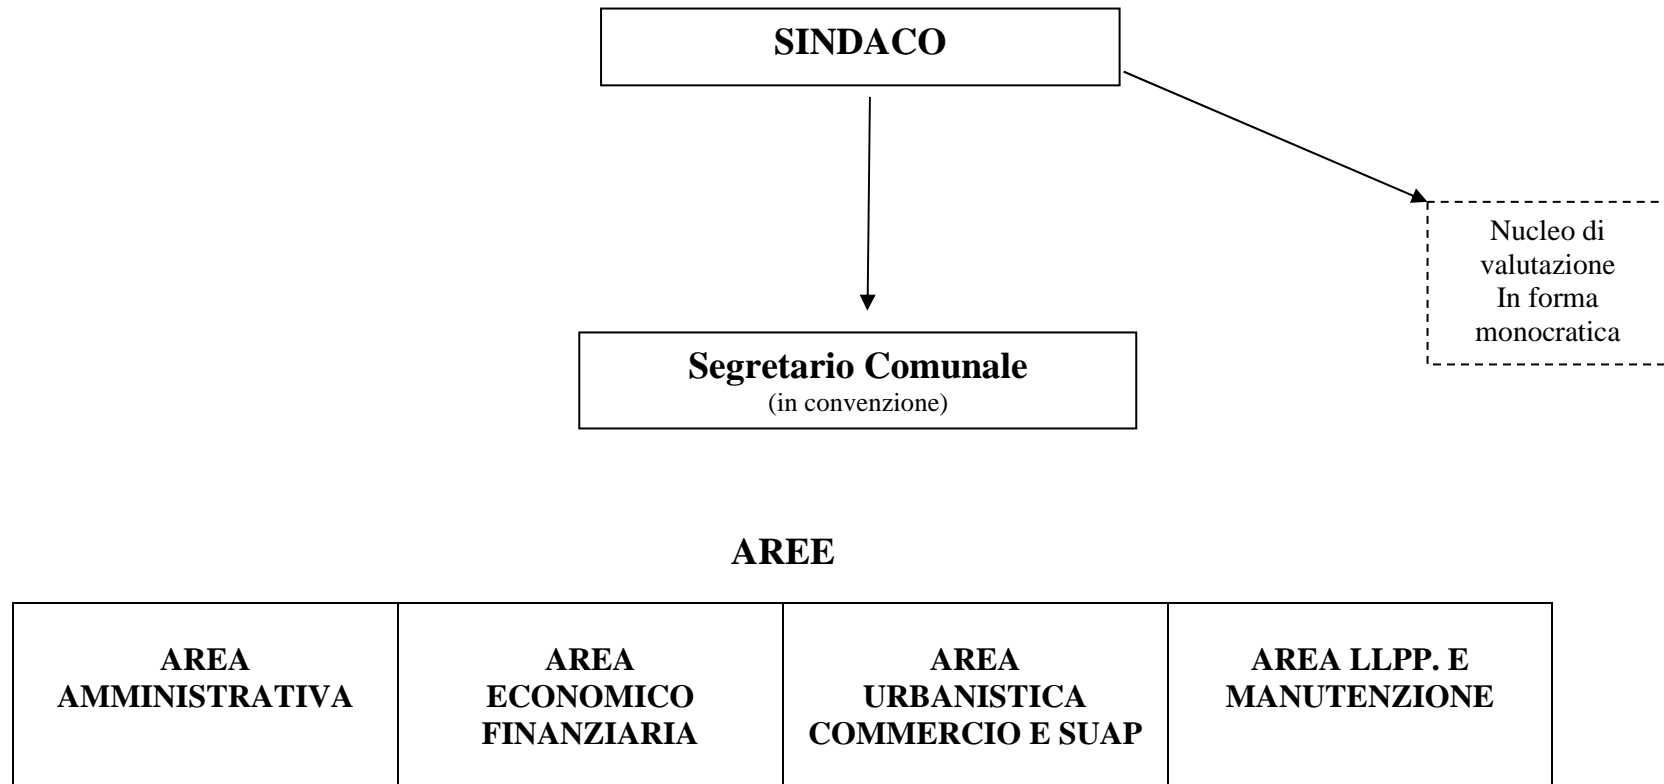 SINDACO
Nucleo di
valutazione
In forma
monocratica
Segretario Comunale
(in convenzione)
AREE
AREA
AMMINISTRATIVA
AREA
ECONOMICO
FINANZIARIA
AREA
URBANISTICA
COMMERCIO E SUAP
AREA LLPP. E
MANUTENZIONE